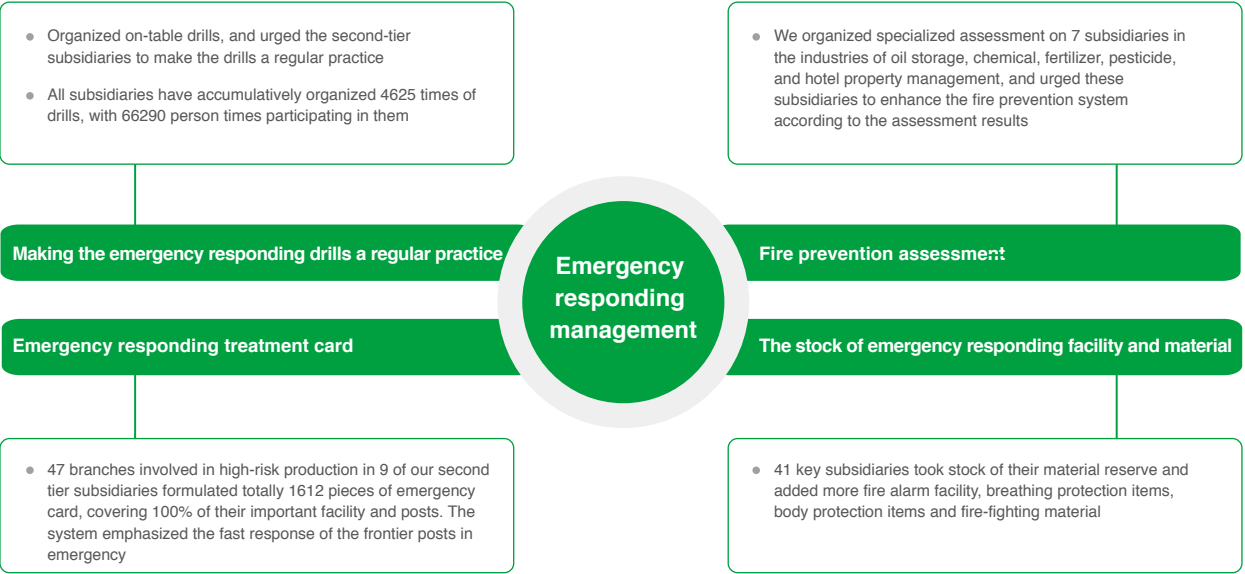 Organized on-table drills, and urged the second-tier
subsidiaries to make the drills a regular practice
All subsidiaries have accumulatively organized 4625 times of
drills, with 66290 person times participating in them
We organized specialized assessment on 7 subsidiaries in
the industries of oil storage, chemical, fertilizer, pesticide,
and hotel property management, and urged these
subsidiaries to enhance the fire prevention system
according to the assessment results
Making the emergency responding drills a regular practice
Fire prevention assessment
Emergency
responding
management
Emergency responding treatment card
The stock of emergency responding facility and material
47 branches involved in high-risk production in 9 of our second
tier subsidiaries formulated totally 1612 pieces of emergency
card, covering 100% of their important facility and posts. The
system emphasized the fast response of the frontier posts in
emergency
41 key subsidiaries took stock of their material reserve and
added more fire alarm facility, breathing protection items,
body protection items and fire-fighting material